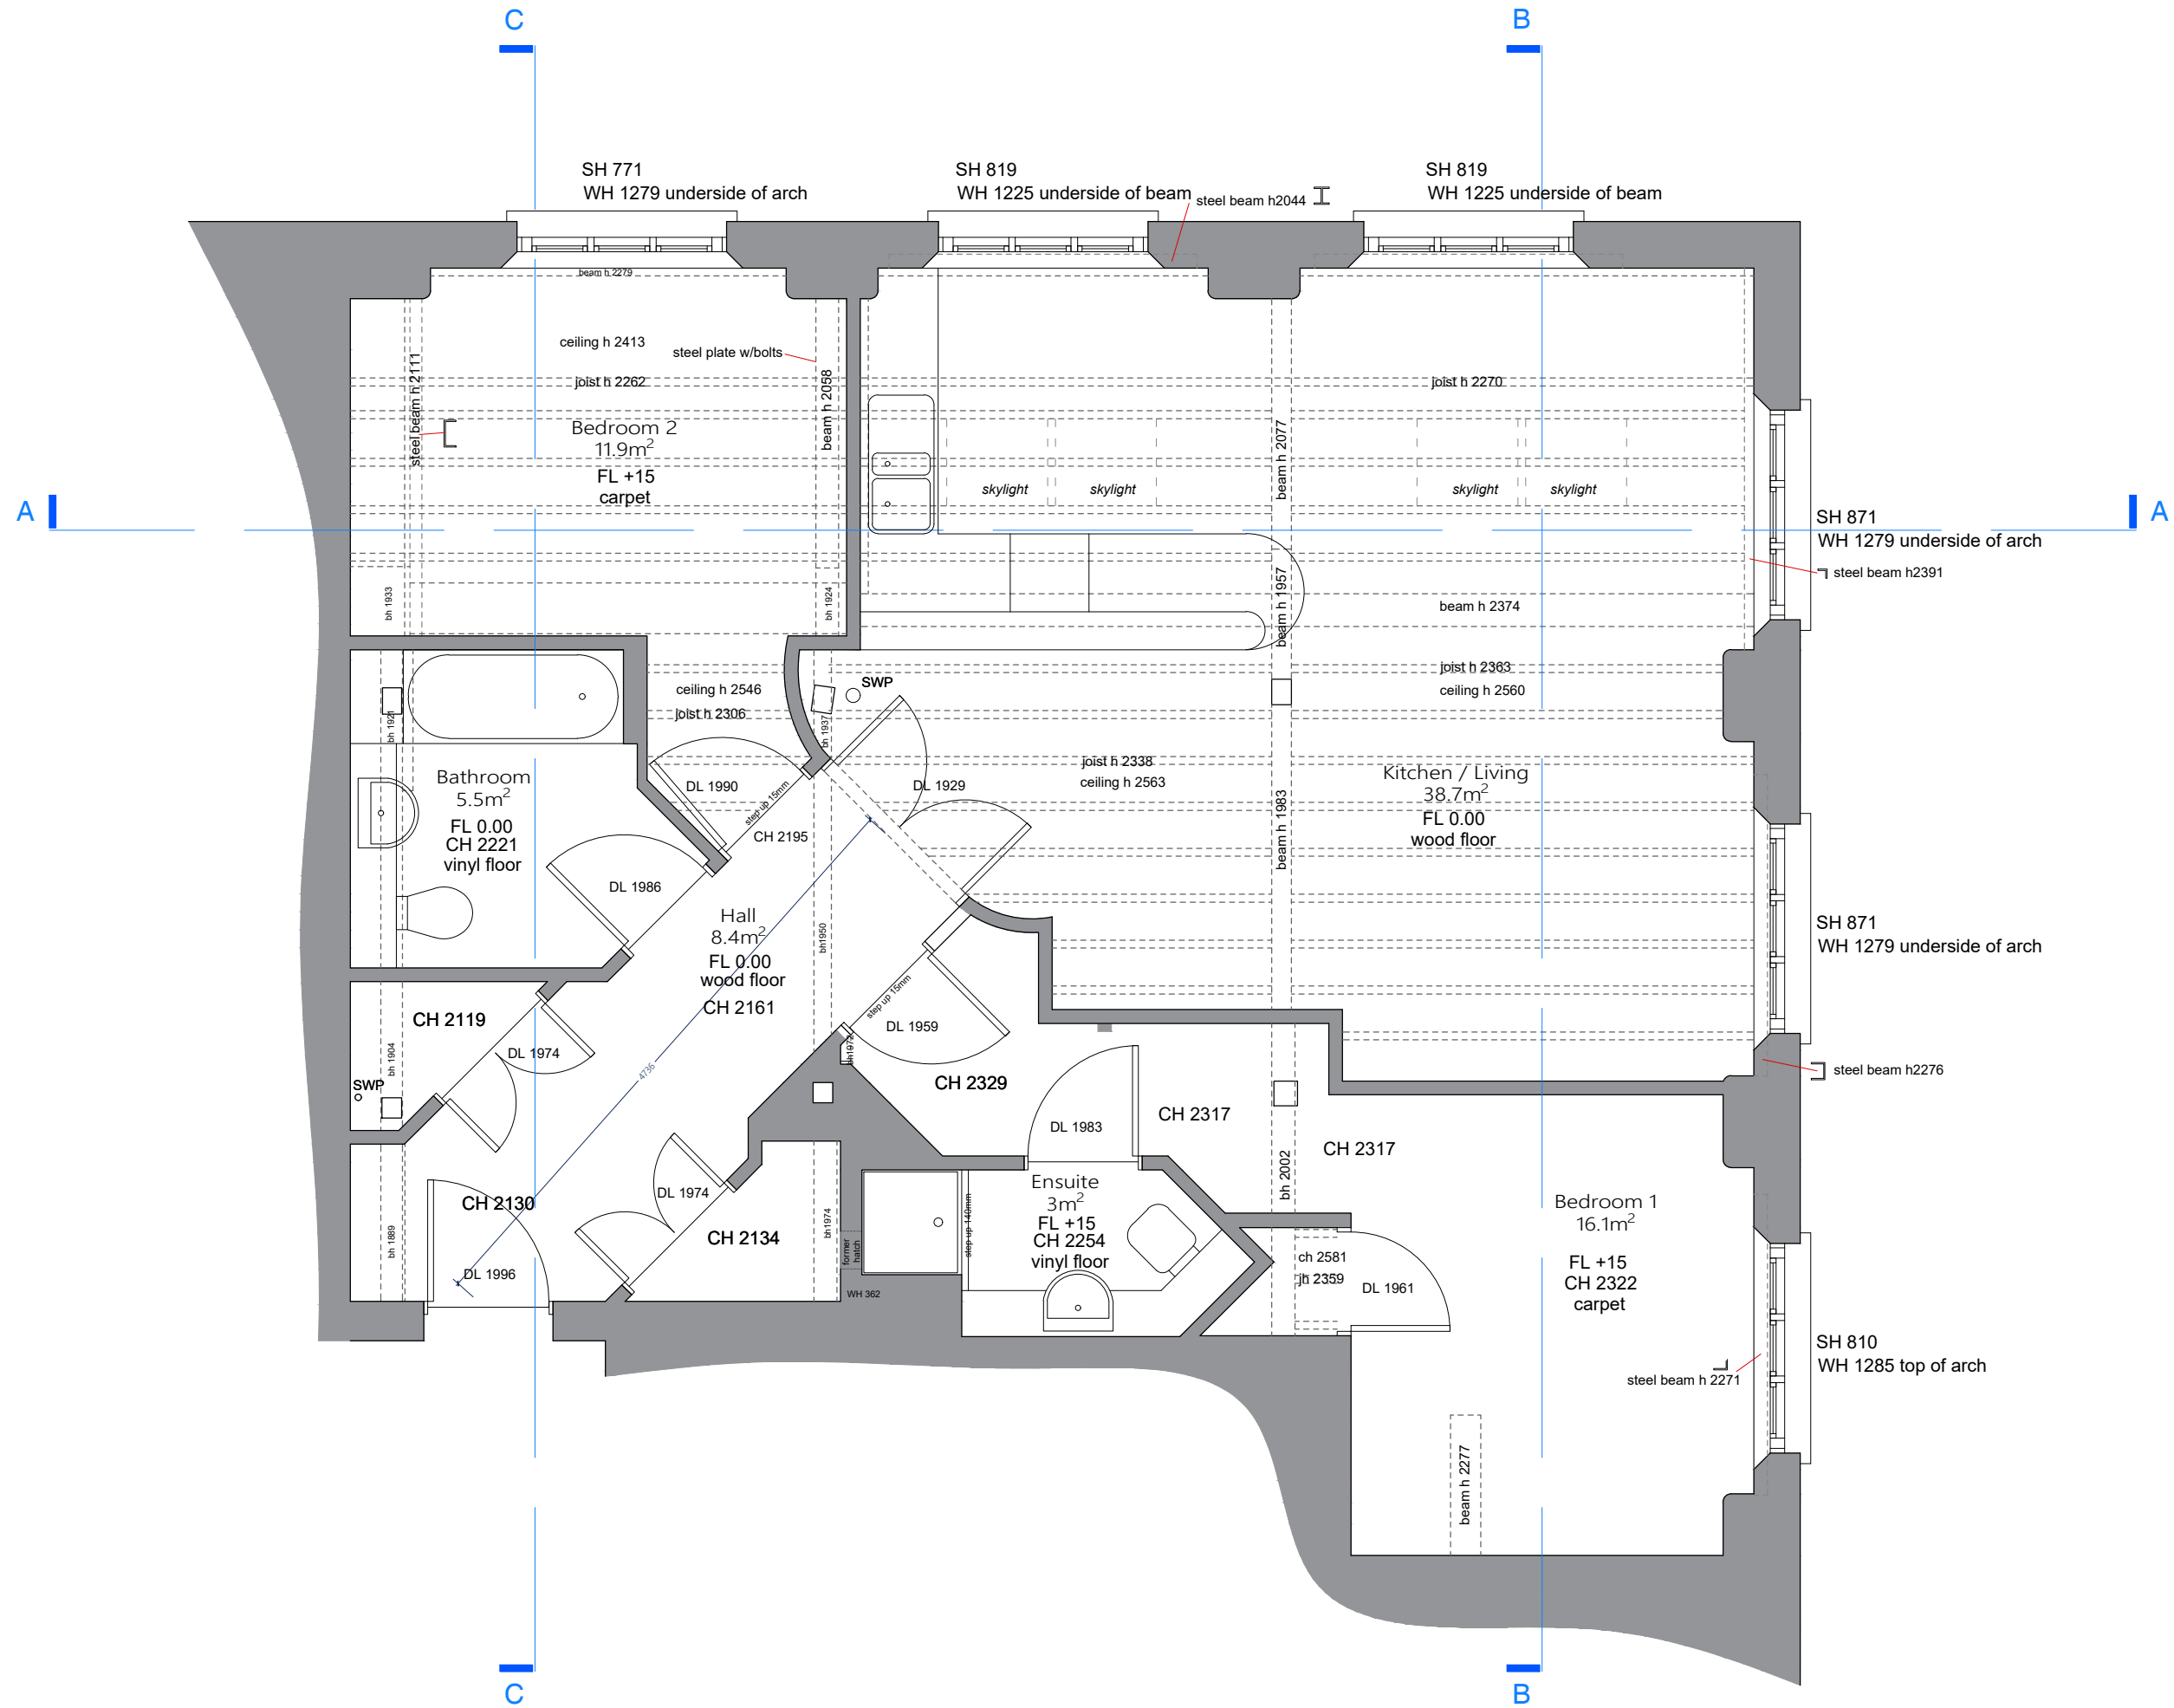 C
B
SH 771
WH 1279 underside of arch
SH 819
WH 1225 underside of beam
steel beam h2044
SH 819
WH 1225 underside of beam
beam h 2279
ceiling h 2413
steel plate w/bolts
joist h 2262
joist h 2270
steel beam h 2111
beam h 2058
Bedroom 2
11.9m²
FL +15
carpet
beam h 2077
skylight
skylight
skylight
skylight
A
A
SH 871
WH 1279 underside of arch
steel beam h2391
bh 1933
bh 1924
beam h 1957
beam h 2374
joist h 2363
ceiling h 2560
ceiling h 2546
joist h 2306
SWP
bh 1921
bh 1937
Bathroom
5.5m²
FL 0.00
CH 2221
vinyl floor
DL 1990
step up 15mm
CH 2195
DL 1929
joist h 2338
ceiling h 2563
beam h 1983
Kitchen / Living
38.7m²
FL 0.00
wood floor
DL 1986
Hall
8.4m²
FL 0.00
wood floor
CH 2161
bh1950
SH 871
WH 1279 underside of arch
step up 15mm
DL 1959
CH 2119
DL 1974
bh 1904
SWP
4736
bh1972
CH 2329
steel beam h2276
DL 1983
CH 2317
CH 2317
bh 2002
DL 1974
CH 2130
bh 1889
DL 1996
CH 2134
bh1974
former
hatch
WH 362
step up 140mm
Ensuite
3m²
FL +15
CH 2254
vinyl floor
ch 2581
jh 2359
DL 1961
Bedroom 1
16.1m²
FL +15
CH 2322
carpet
SH 810
WH 1285 top of arch
steel beam h 2271
beam h 2277
C
B